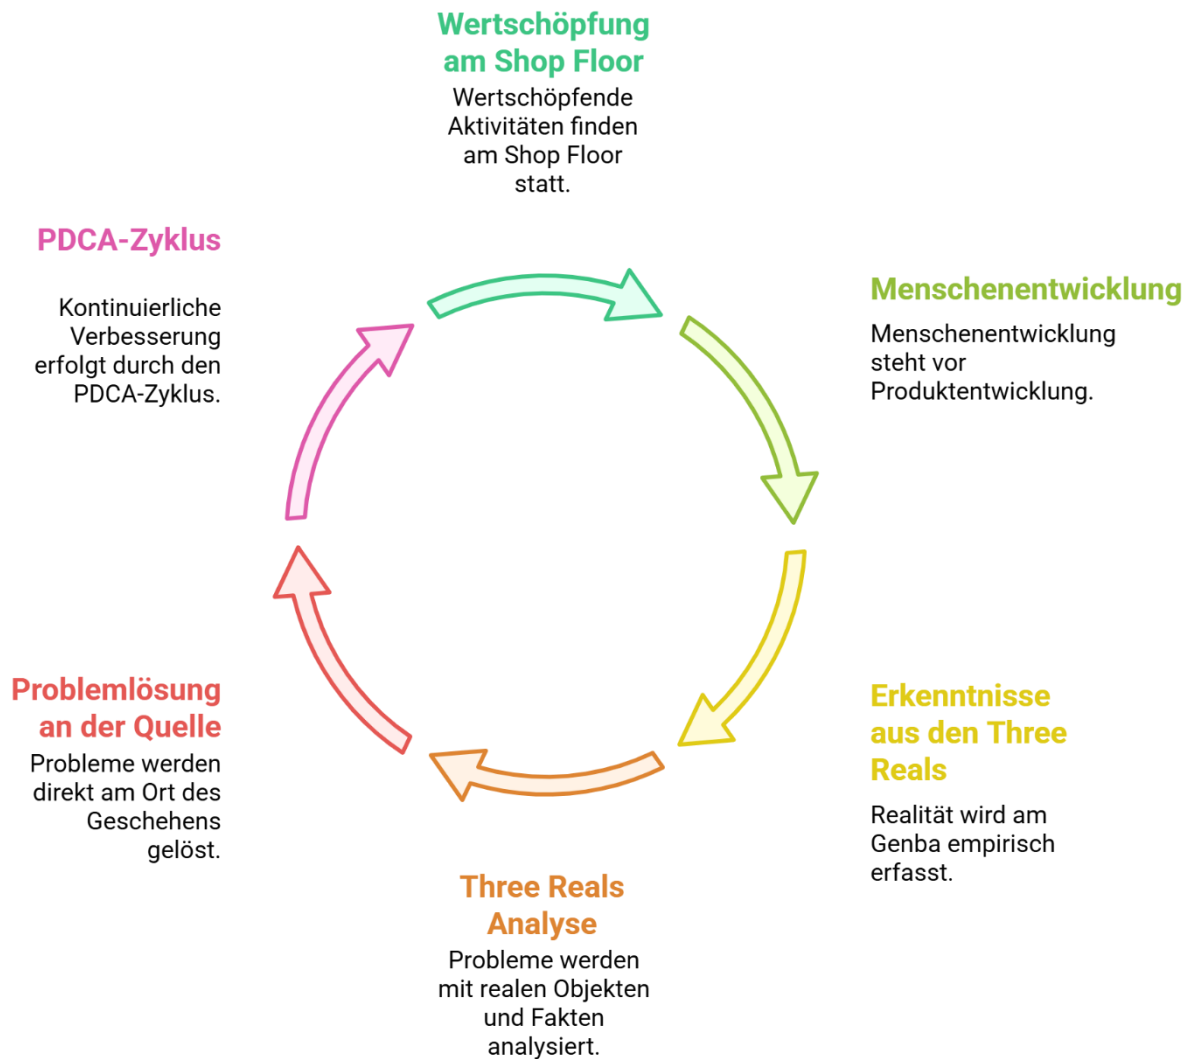 Wertschöpfung
am Shop Floor
Wertschöpfende
Aktivitäten finden
am Shop Floor
statt.
Menschenentwicklung
Menschenentwicklung
steht vor
Produktentwicklung.
Erkenntnisse
aus den Three
Reals
Realität wird am
Genba empirisch
erfasst.
Three Reals
Analyse
Probleme werden
mit realen Objekten
und Fakten
analysiert.
Problemlösung
an der Quelle
Probleme werden
direkt am Ort des
Geschehens
gelöst.
PDCA-Zyklus
Kontinuierliche
Verbesserung
erfolgt durch den
PDCA-Zyklus.